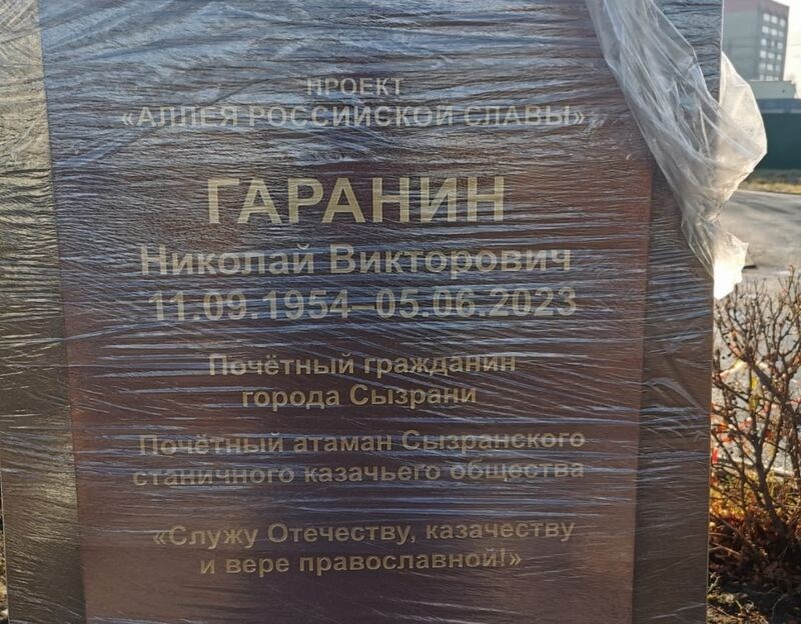 ПРОЕКТ
«АЛЛЕЯ РОССИЙСКОЙ СЛАВЫ»
ГАРАНИН
Николай Викторович
11.09.1954–05.06.2023
Почётный гражданин
города Сызрани
Почётный атаман Сызранского
станичного казачьего общества
«Служу Отечеству, казачеству
и вере православной!»